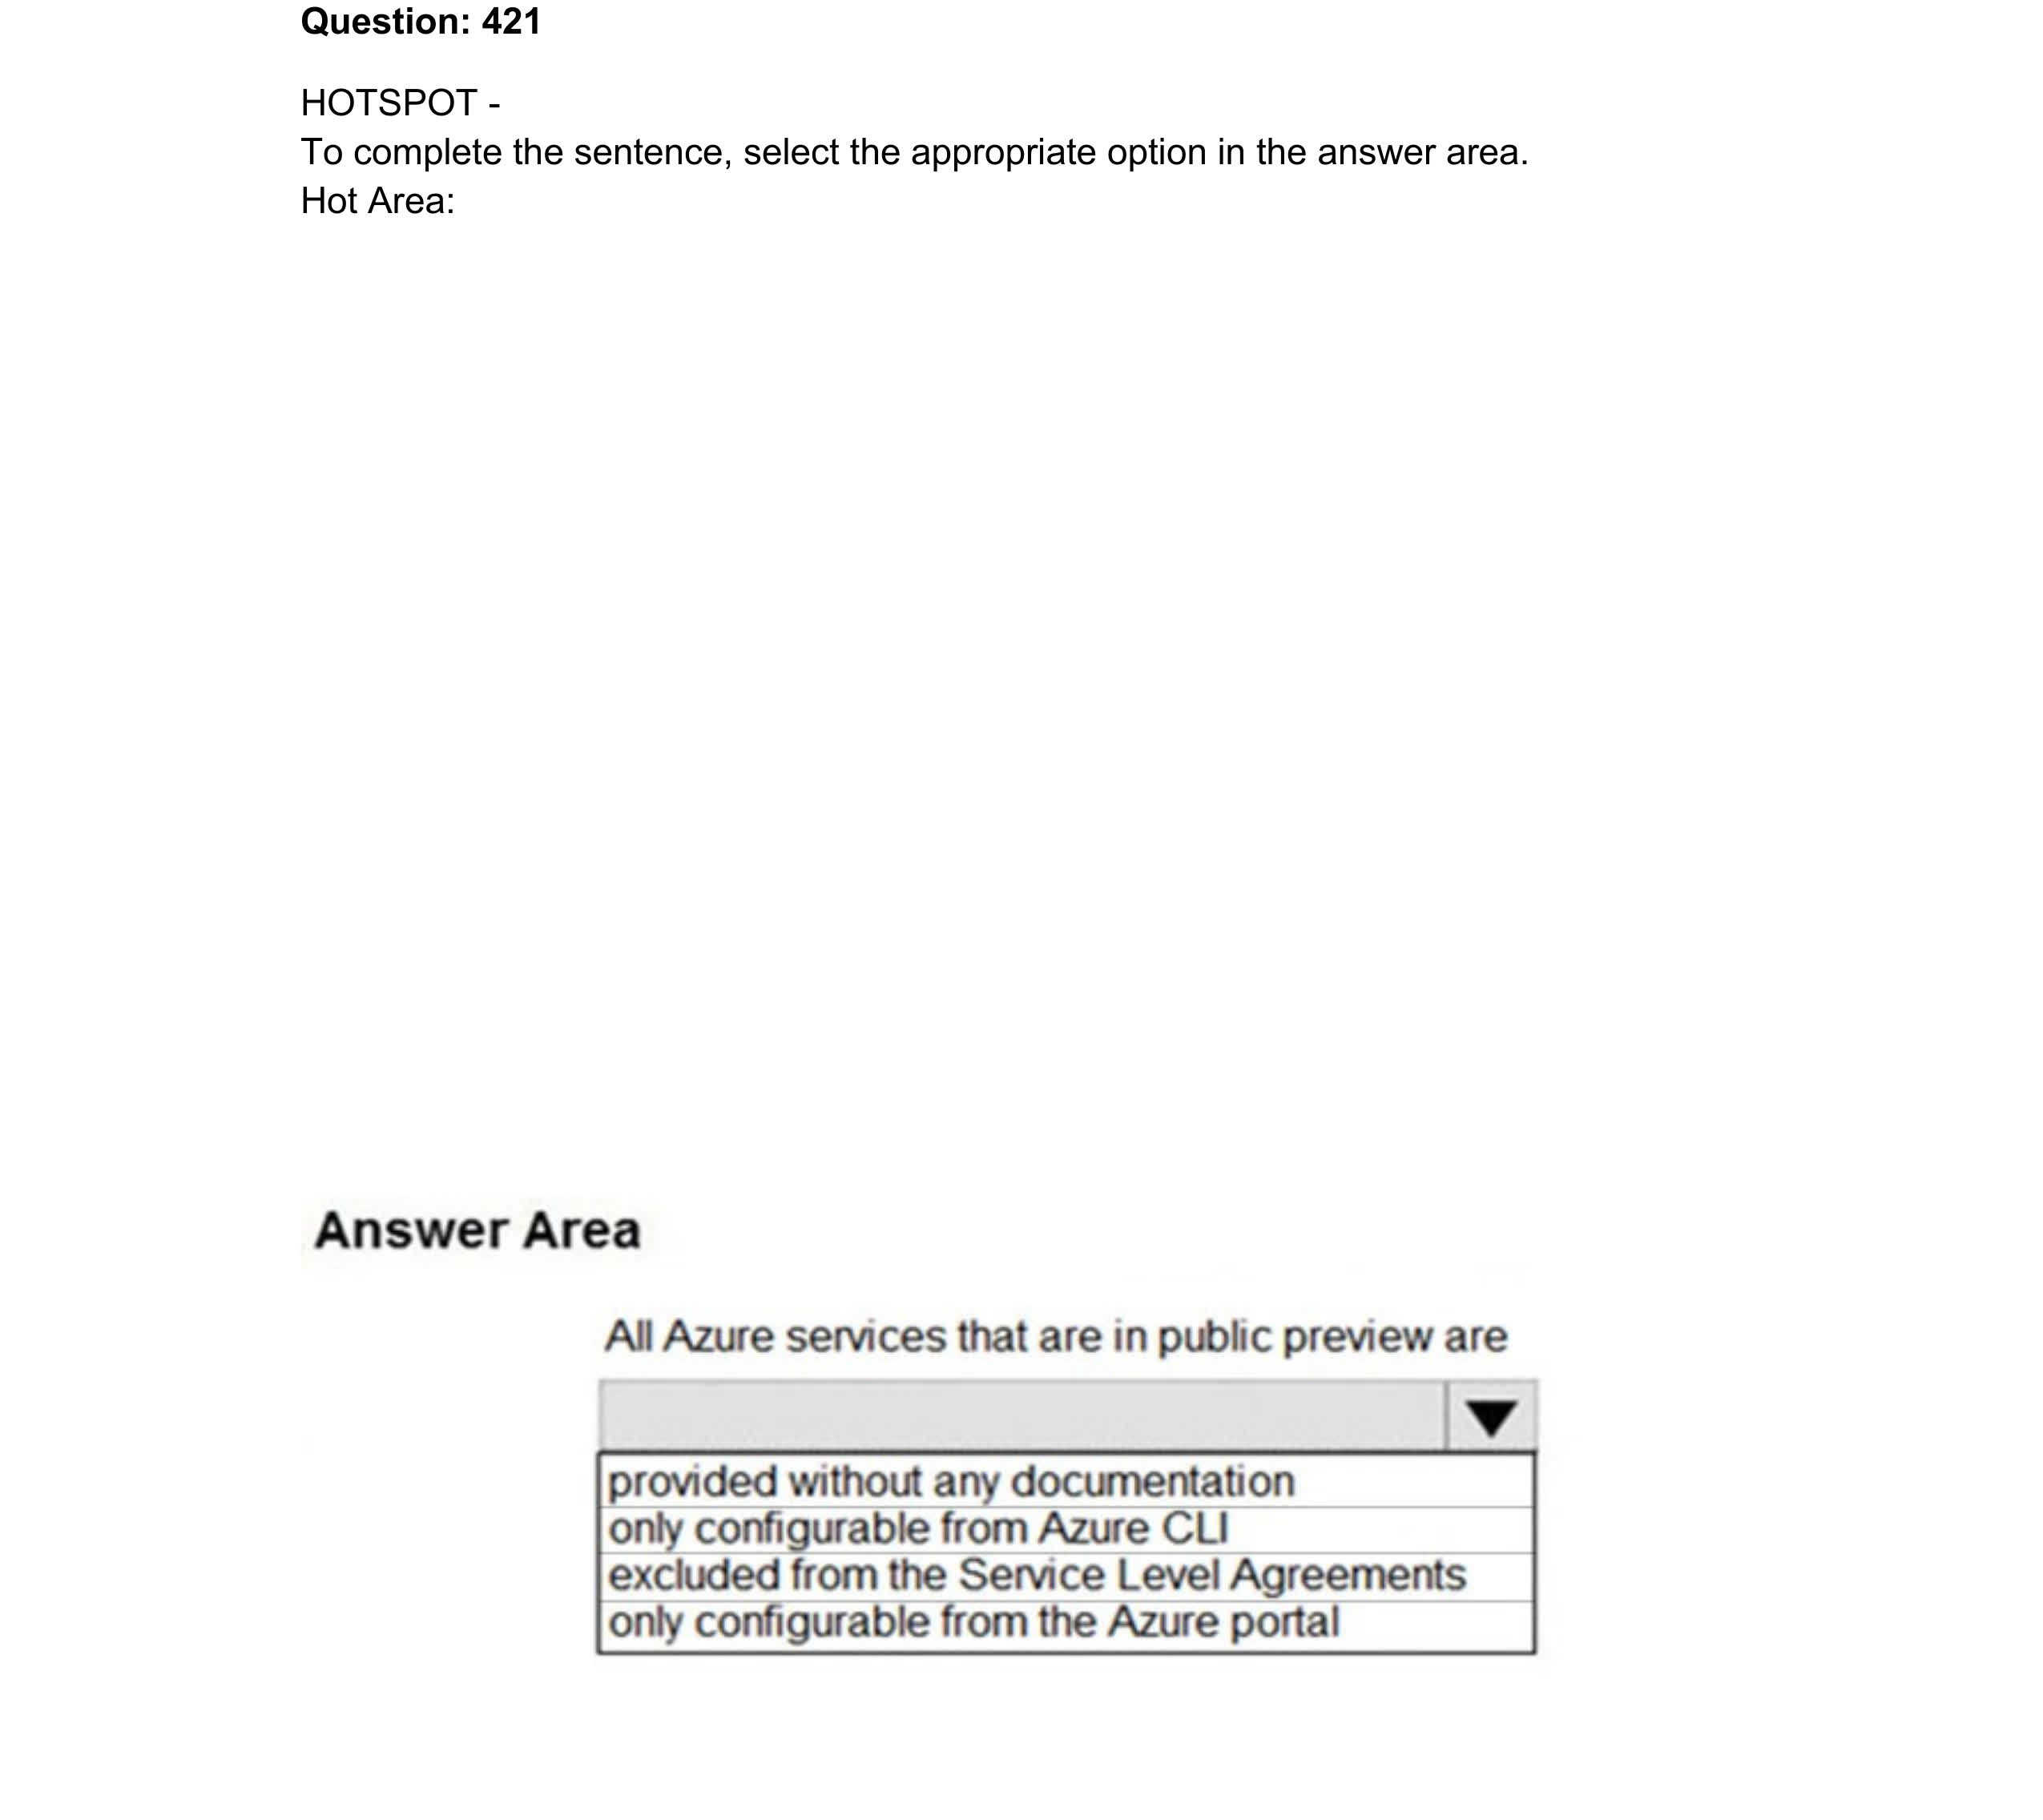 Question: 421
HOTSPOT -
To complete the sentence, select the appropriate option in the answer area.
Hot Area:
Answer Area
All Azure services that are in public preview are
provided without any documentation
only configurable from Azure CLI
excluded from the Service Level Agreements
only configurable from the Azure portal